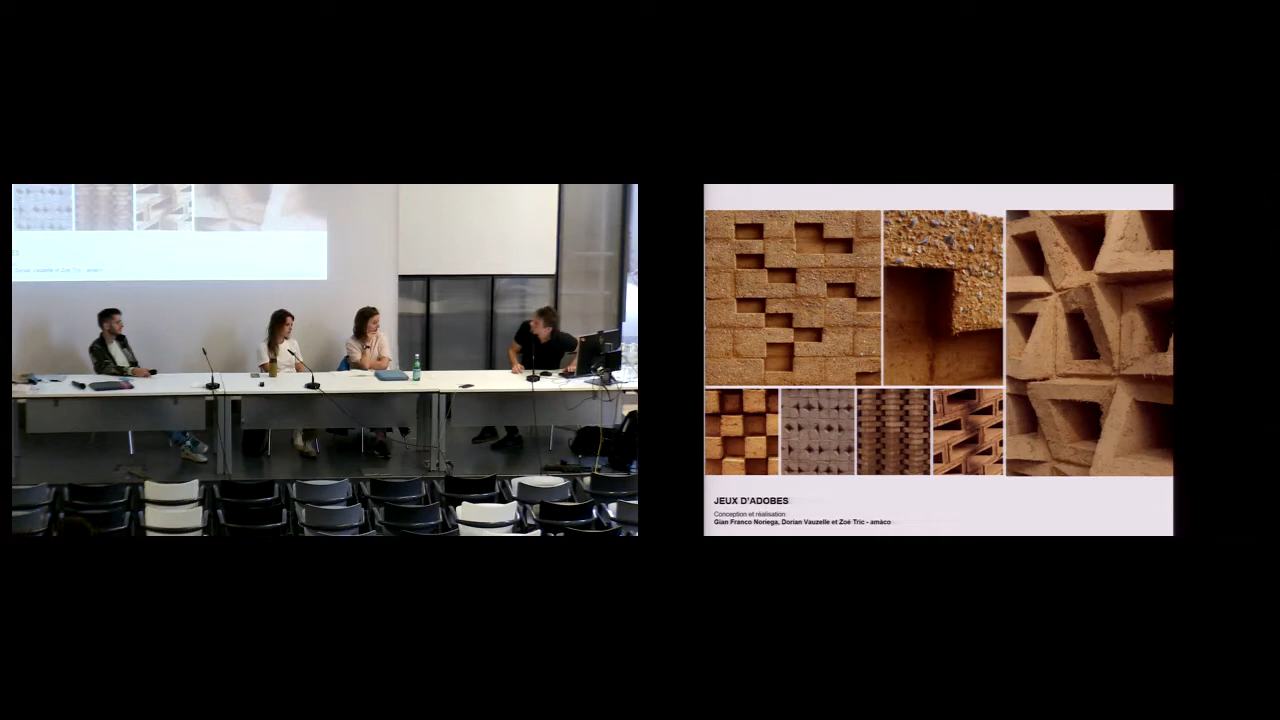 JEUX D'ADOBES
Conception et réalisation:
Gian Franco Noriega, Dorian Vauzelle et Zoé Tric - amàco